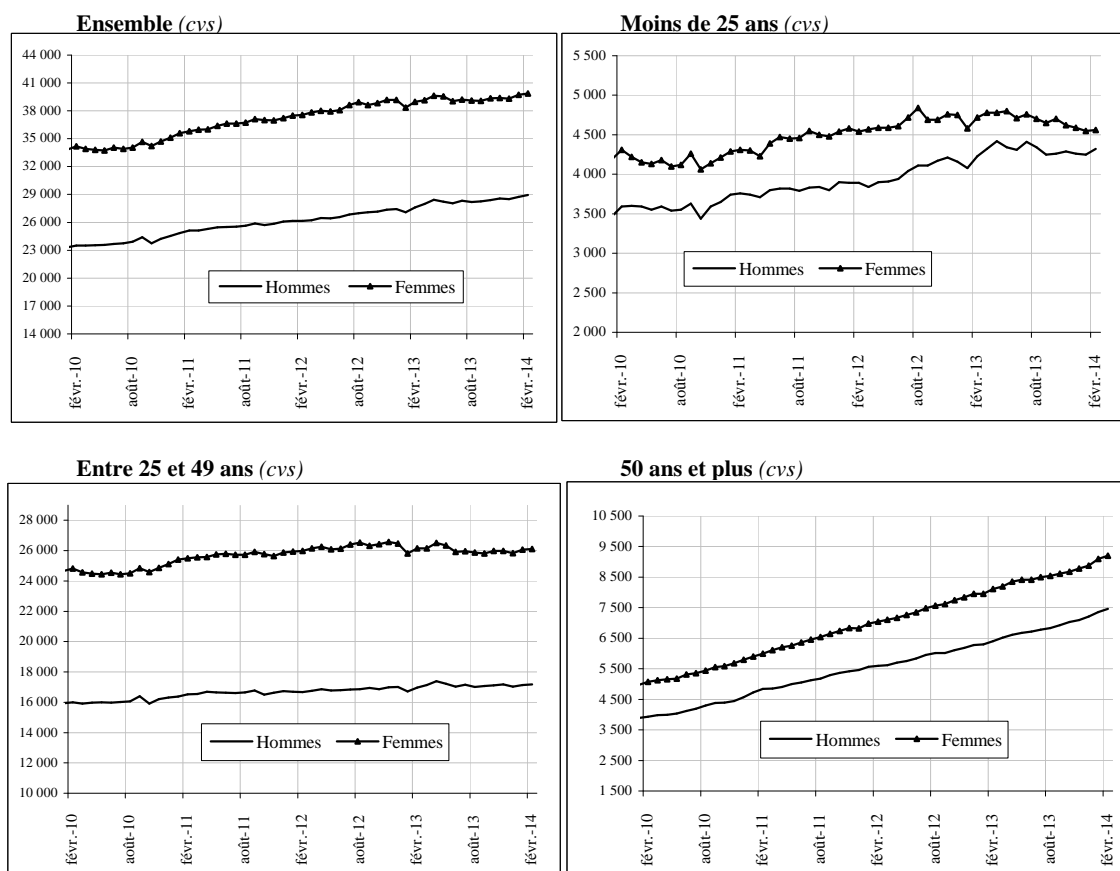 Ensemble (cvs)
44 000
41 000
38 000
35 000
32 000
29 000
26 000
23 000
20 000
17 000
14 000
Hommes Femmes
févr.-10
août-10
févr.-11
août-11
févr.-12
août-12
févr.-13
août-13
févr.-14
Moins de 25 ans (cvs)
5 500
5 000
4 500
4 000
3 500
3 000
2 500
2 000
Hommes Femmes
févr.-10
août-10
févr.-11
août-11
févr.-12
août-12
févr.-13
août-13
févr.-14
Entre 25 et 49 ans (cvs)
28 000
26 000
24 000
22 000
20 000
18 000
16 000
14 000
12 000
10 000
Hommes Femmes
févr.-10
août-10
févr.-11
août-11
févr.-12
août-12
févr.-13
août-13
févr.-14
50 ans et plus (cvs)
10 500
9 500
8 500
7 500
6 500
5 500
4 500
3 500
2 500
1 500
Hommes Femmes
févr.-10
août-10
févr.-11
août-11
févr.-12
août-12
févr.-13
août-13
févr.-14